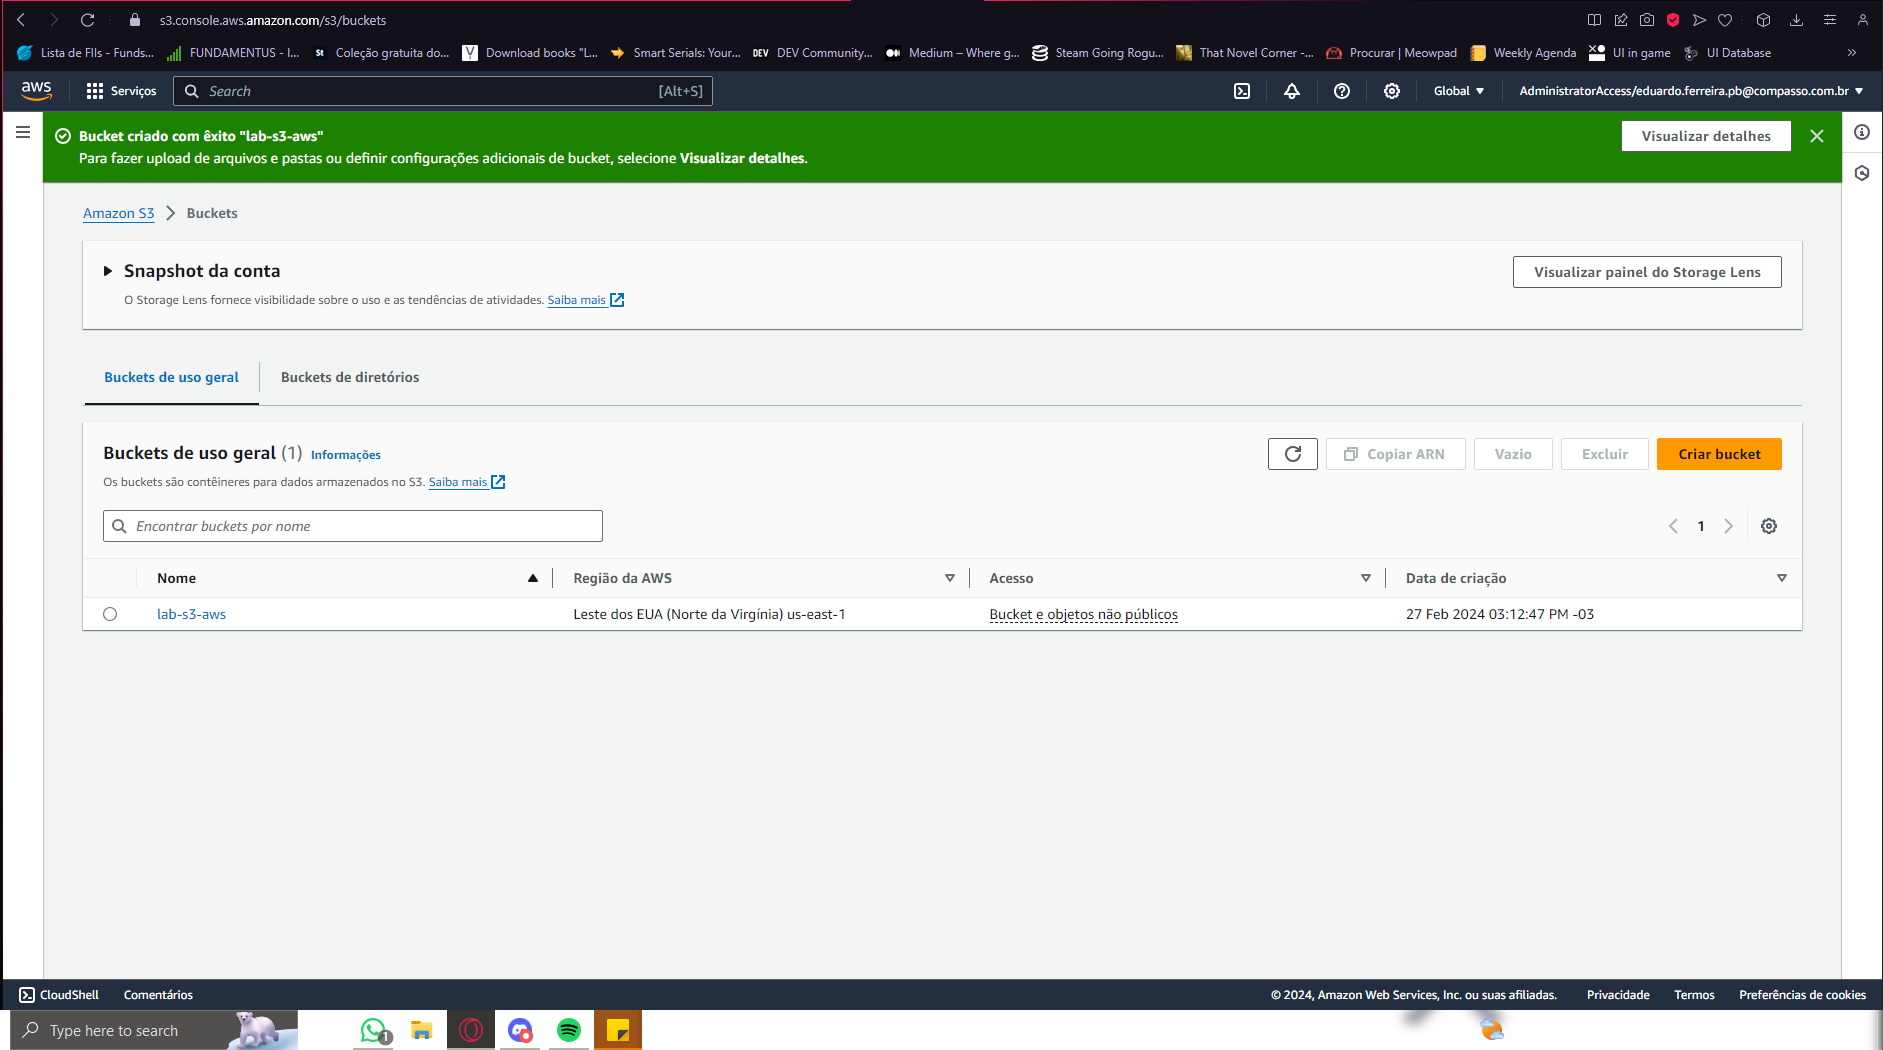 s3.console.aws.amazon.com/s3/buckets
Lista de FIIs - Funds... FUNDAMENTUS - I... St Coleção gratuita do... V Download books "L... Smart Serials: Your... DEV DEV Community... Medium – Where g... Steam Going Rogu... That Novel Corner -... Procurar | Meowpad Weekly Agenda UI in game UI Database »
aws Serviços Search [Alt+S] Global AdministratorAccess/eduardo.ferreira.pb@compasso.com.br
Bucket criado com êxito "lab-s3-aws"
Para fazer upload de arquivos e pastas ou definir configurações adicionais de bucket, selecione Visualizar detalhes.
Visualizar detalhes
Amazon S3 > Buckets
Snapshot da conta
O Storage Lens fornece visibilidade sobre o uso e as tendências de atividades. Saiba mais
Visualizar painel do Storage Lens
Buckets de uso geral Buckets de diretórios
Buckets de uso geral (1) Informações
Copiar ARN Vazio Excluir Criar bucket
Os buckets são contêineres para dados armazenados no S3. Saiba mais
Encontrar buckets por nome
1
Nome Região da AWS Acesso Data de criação
lab-s3-aws Leste dos EUA (Norte da Virgínia) us-east-1 Bucket e objetos não públicos 27 Feb 2024 03:12:47 PM -03
CloudShell Comentários © 2024, Amazon Web Services, Inc. ou suas afiliadas. Privacidade Termos Preferências de cookies
Type here to search 1